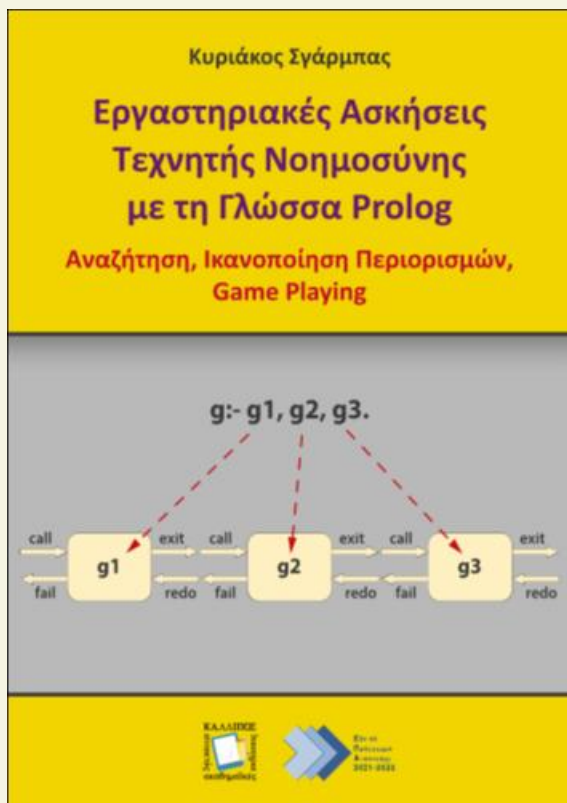 Κυριάκος Σγάρμπας
Εργαστηριακές Ασκήσεις
Τεχνητής Νοημοσύνης
με τη Γλώσσα Prolog
Αναζήτηση, Ικανοποίηση Περιορισμών,
Game Playing
g:- g1, g2, g3.
call exit call exit call exit
g1 g2 g3
fail redo fail redo fail redo
ΚΑΛΛΙΠΟΣ
ακαδημαϊκές